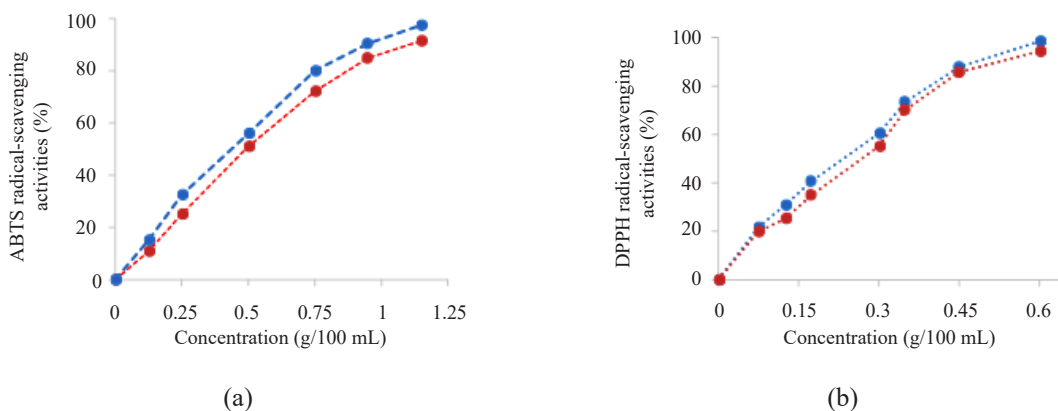 ABTS radical-scavenging
activities (%)
100
80
60
40
20
0
0 0.25 0.5 0.75 1 1.25
Concentration (g/100 mL)
(a)
DPPH radical-scavenging
activities (%)
100
80
60
40
20
0
0 0.15 0.3 0.45 0.6
Concentration (g/100 mL)
(b)